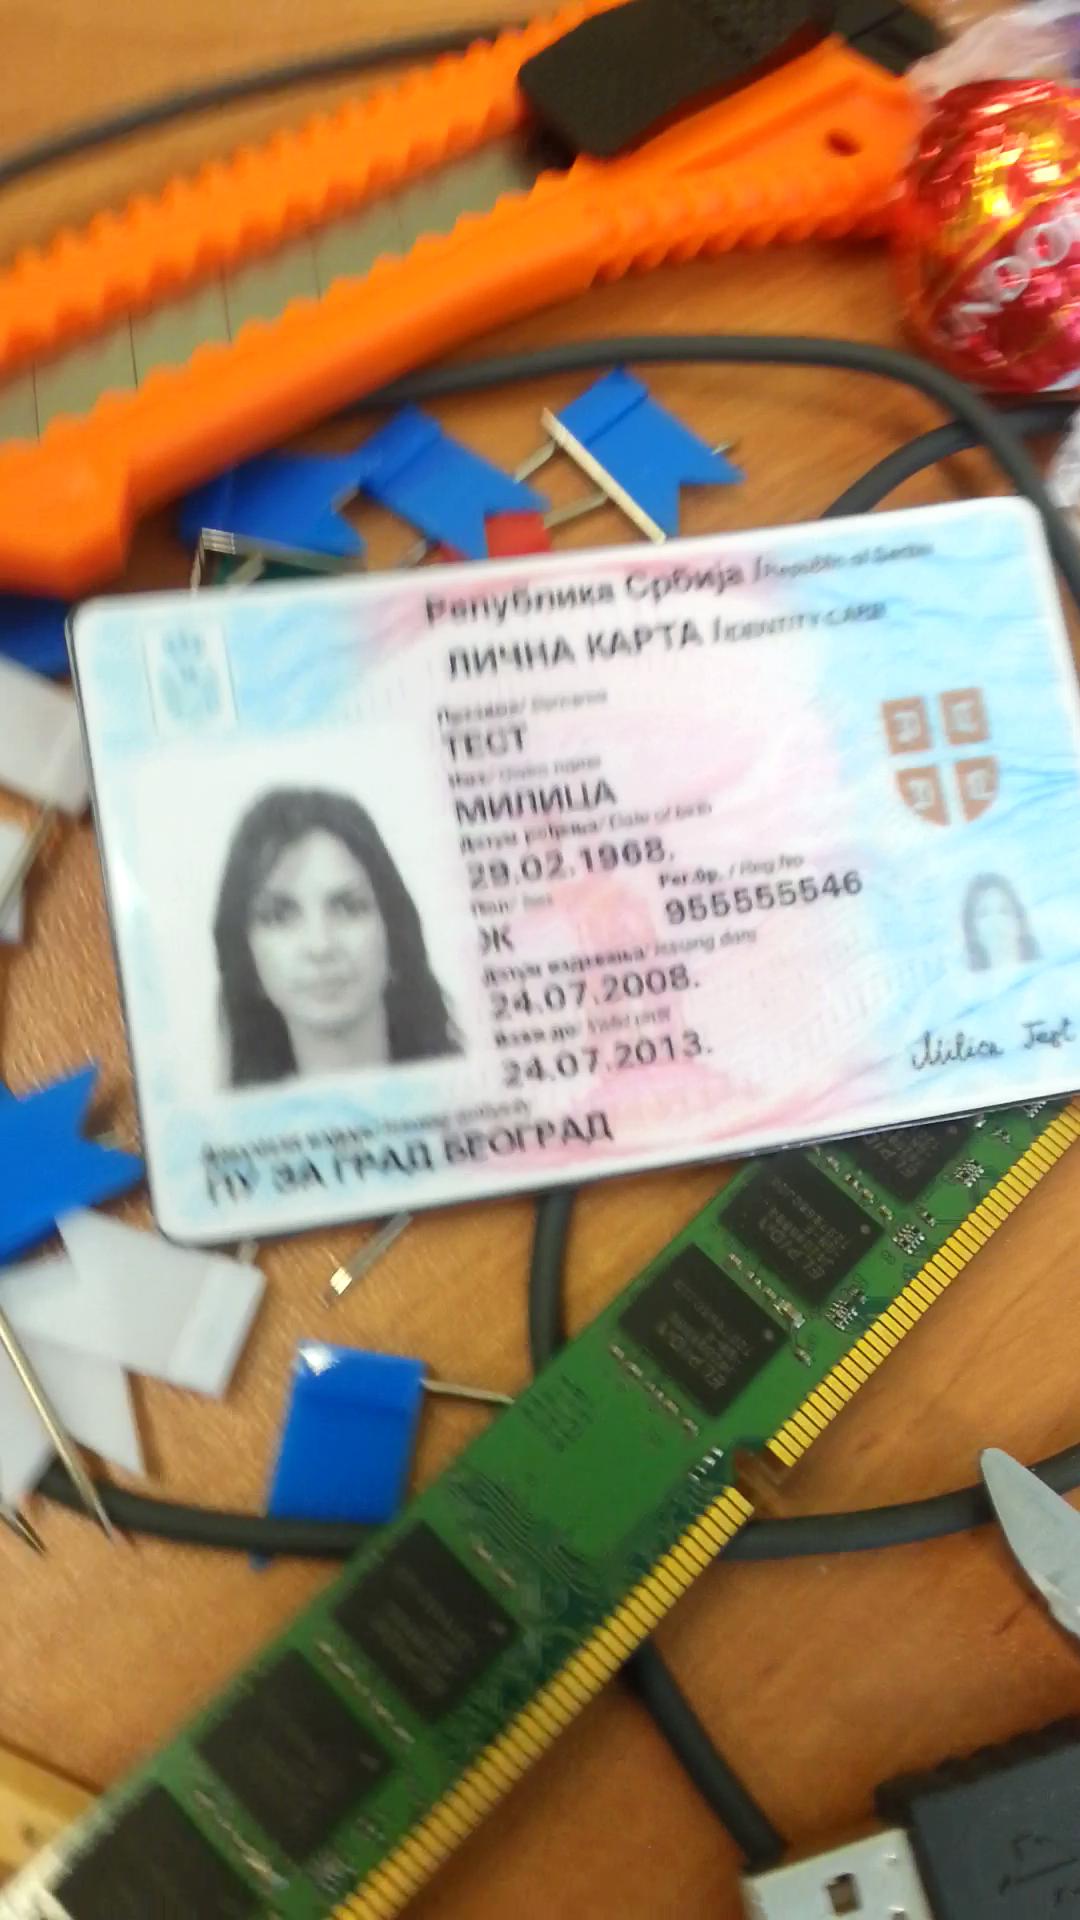 Република Србија /Republic of Serbia
ЛИЧНА КАРТА /IDENTITY CARD
Презиме/ Surname
ТЕСТ
Име/ Given name
МИЛИЦА
Датум рођења/ Date of birth
29.02.1968.
Пол/ Sex
Рег.бр. / Reg.No
Ж
955555546
Датум издавања/ Issuing date
24.07.2008.
Важи до/ Valid until
24.07.2013.
Milica Test
Документ издаје/ Issuing authority
ПУ ЗА ГРАД БЕОГРАД
ELPIDA
ELPIDA